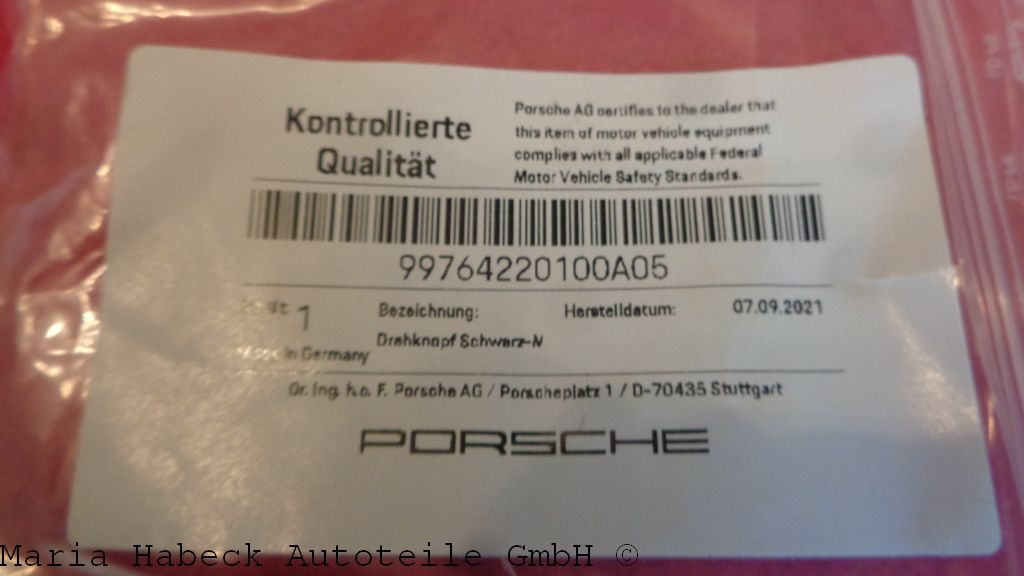 Kontrollierte
Qualität
Porsche AG certifies to the dealer that
this item of motor vehicle equipment
complies with all applicable Federal
Motor Vehicle Safety Standards.
99764220100A05
1
Bezeichnung:
Herstelldatum:
07.09.2021
Drehknopf Schwarz-N
in Germany
Dr. Ing. h.c. F. Porsche AG / Porscheplatz 1 / D-70435 Stuttgart
PORSCHE
Maria Habeck Autoteile GmbH ©